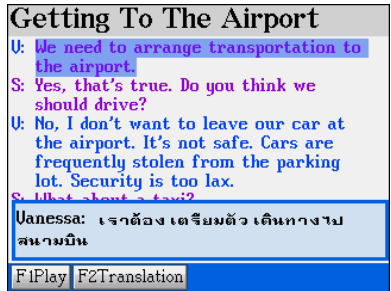 Getting To The Airport
V: We need to arrange transportation to
the airport.
S: Yes, that's true. Do you think we
should drive?
V: No, I don't want to leave our car at
the airport. It's not safe. Cars are
frequently stolen from the parking
lot. Security is too lax.
S: What about a taxi?
Vanessa: เราต้อง เตรียมตัว เดินทางไป
สนามบิน
F1Play F2Translation